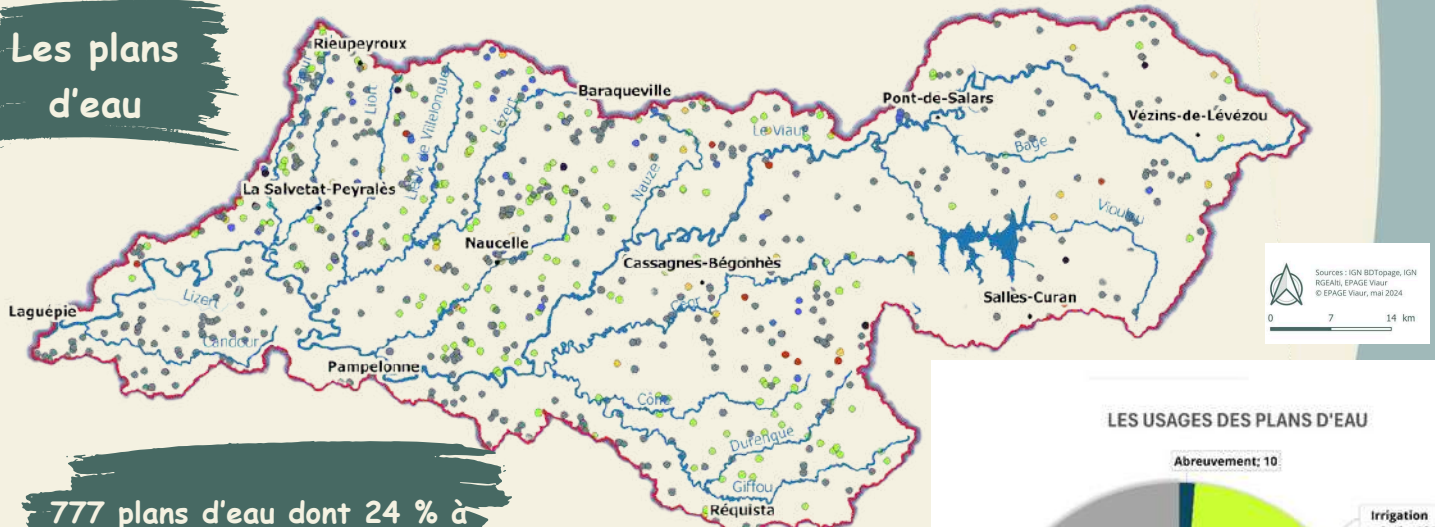 Les plans
d'eau
Rieupeyroux
Liort
Lieux de Villelongue
Lézert
Baraqueville
Le Viaur
Nauze
Pont-de-Salars
Bage
Vézins-de-Lévézou
Vioulou
La Salvetat-Peyralès
Naucelle
Cassagnes-Bégonhès
Céor
Salles-Curan
Laguépie
Lizert
Candour
Pampelonne
Cône
Durenque
Giffou
Réquista
Sources : IGN BDTopage, IGN
RGEAlti, EPAGE Viaur
© EPAGE Viaur, mai 2024
0 7 14 km
777 plans d'eau dont 24 % à
LES USAGES DES PLANS D'EAU
Abreuvement; 10
Irrigation